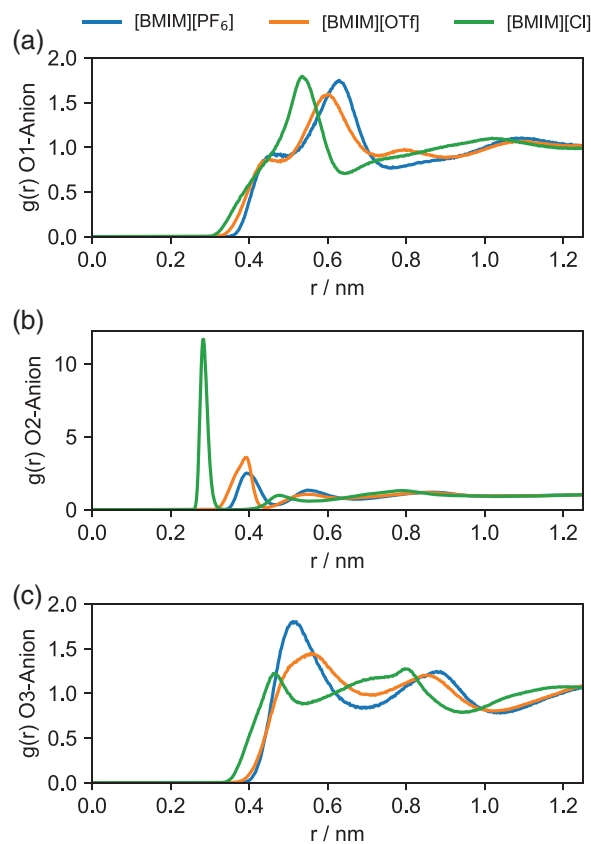 [BMIM][PF₆] [BMIM][OTf] [BMIM][Cl]
(a)
g(r) O1-Anion
2.0
1.5
1.0
0.5
0.0
0.0 0.2 0.4 0.6 0.8 1.0 1.2
r / nm
(b)
g(r) O2-Anion
10
5
0
0.0 0.2 0.4 0.6 0.8 1.0 1.2
r / nm
(c)
g(r) O3-Anion
2.0
1.5
1.0
0.5
0.0
0.0 0.2 0.4 0.6 0.8 1.0 1.2
r / nm